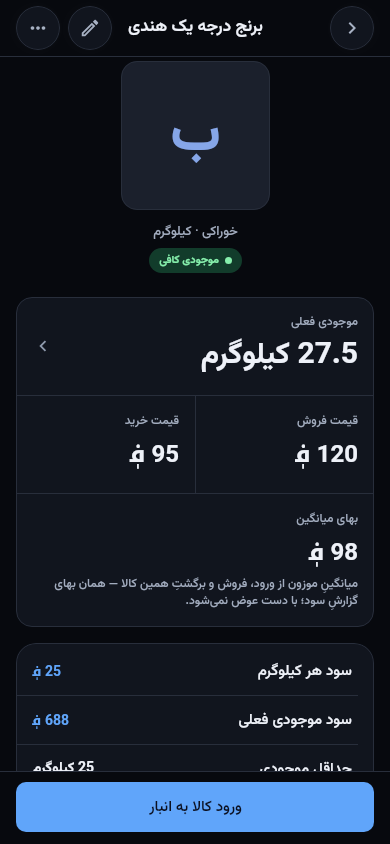 برنج درجه یک هندی
ب
خوراکی · کیلوگرم
موجودی کافی
موجودی فعلی
27.5 کیلوگرم
قیمت فروش
120 ؋
قیمت خرید
95 ؋
بهای میانگین
98 ؋
میانگینِ موزون از ورود، فروش و برگشتِ همین کالا — همان بهای
گزارشِ سود؛ با دست عوض نمی‌شود.
سود هر کیلوگرم
25 ؋
سود موجودی فعلی
688 ؋
حداقل موجودی
25 کیلوگرم
ورود کالا به انبار